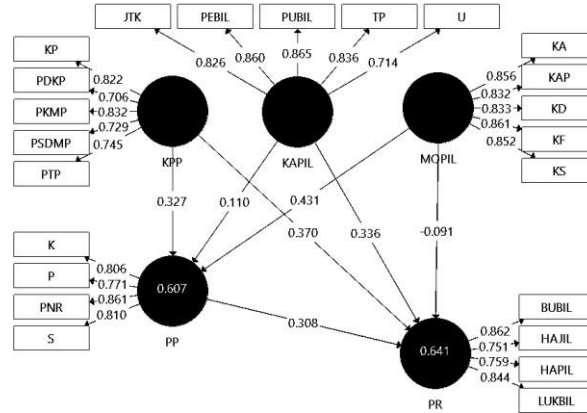 JTK
PEBIL
PUBIL
TP
U
KP
PDKP
PKMP
PSDMP
PTP
0.826
0.860
0.865
0.836
0.714
KA
KAP
KD
KF
KS
0.822
0.706
0.832
0.729
0.745
0.856
0.832
0.833
0.861
0.852
KPP
KAPIL
MOPIL
0.327
0.110
0.431
0.370
0.336
-0.091
K
P
PNR
S
0.806
0.771
0.861
0.810
0.607
PP
0.308
0.641
PR
0.862
0.751
0.759
0.844
BUBIL
HAJIL
HAPIL
LUKBIL